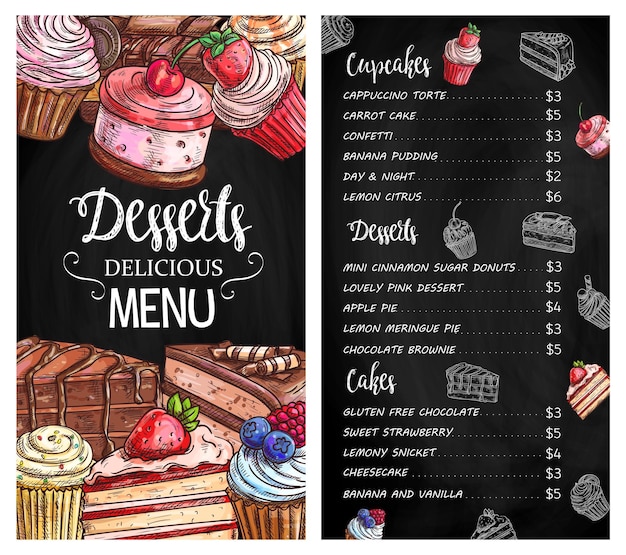 Desserts
DELICIOUS
MENU
Cupcakes
CAPPUCCINO TORTE $3
CARROT CAKE $5
CONFETTI $3
BANANA PUDDING $5
DAY & NIGHT $2
LEMON CITRUS $6
Desserts
MINI CINNAMON SUGAR DONUTS $3
LOVELY PINK DESSERT $5
APPLE PIE $4
LEMON MERINGUE PIE $3
CHOCOLATE BROWNIE $5
Cakes
GLUTEN FREE CHOCOLATE $3
SWEET STRAWBERRY $5
LEMONY SNICKET $4
CHEESECAKE $3
BANANA AND VANILLA $5